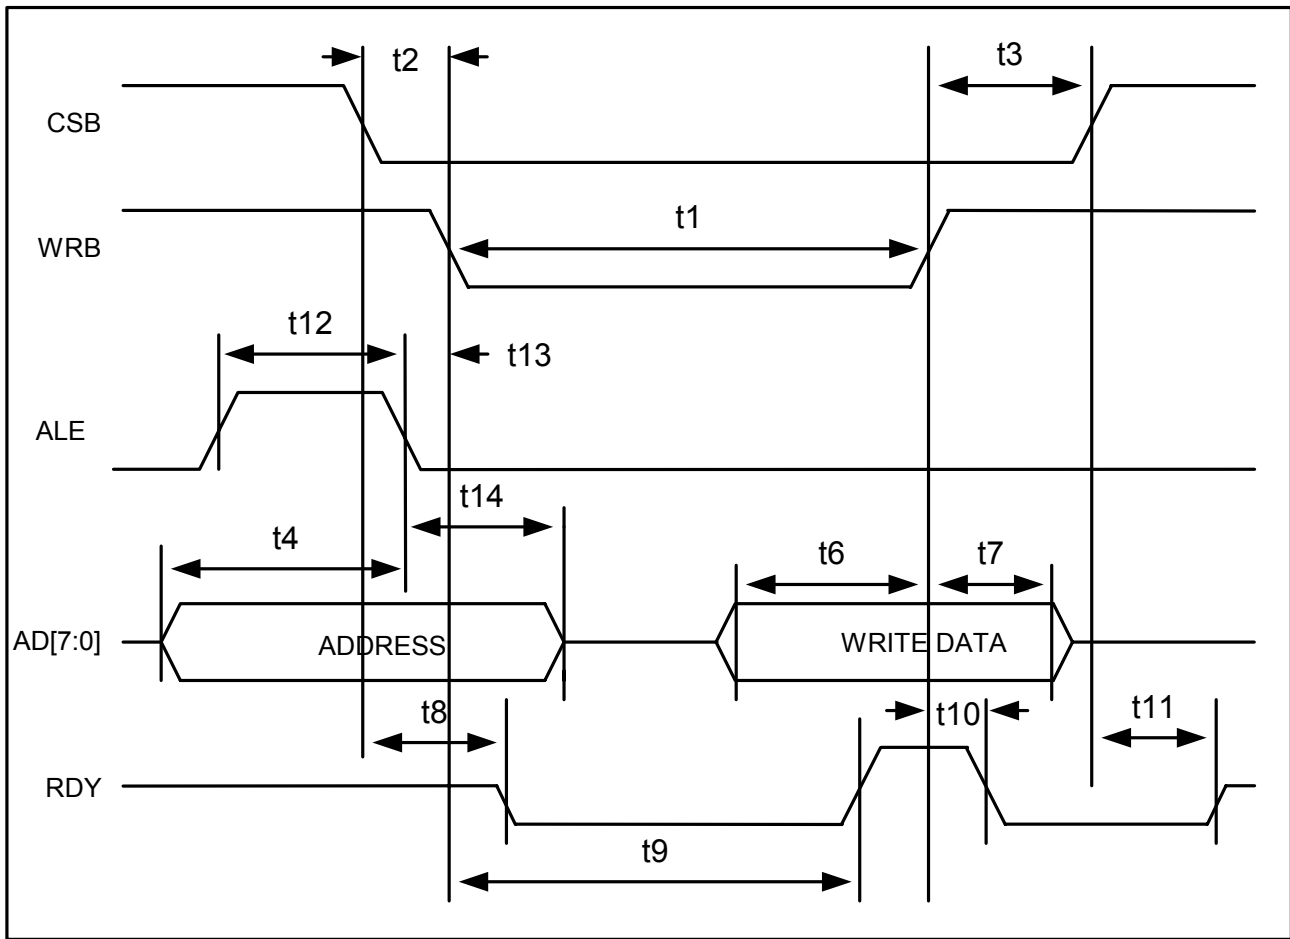 t2
t3
CSB
t1
WRB
t12
t13
ALE
t14
t4
t6
t7
AD[7:0]
ADDRESS
WRITE DATA
t8
t10
t11
RDY
t9